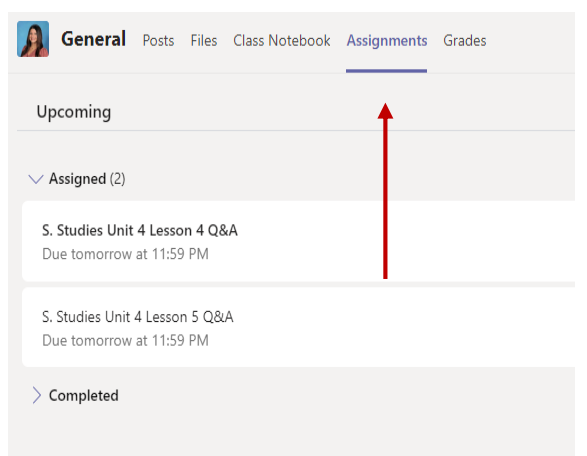 General Posts Files Class Notebook Assignments Grades
Upcoming
Assigned (2)
S. Studies Unit 4 Lesson 4 Q&A
Due tomorrow at 11:59 PM
S. Studies Unit 4 Lesson 5 Q&A
Due tomorrow at 11:59 PM
Completed